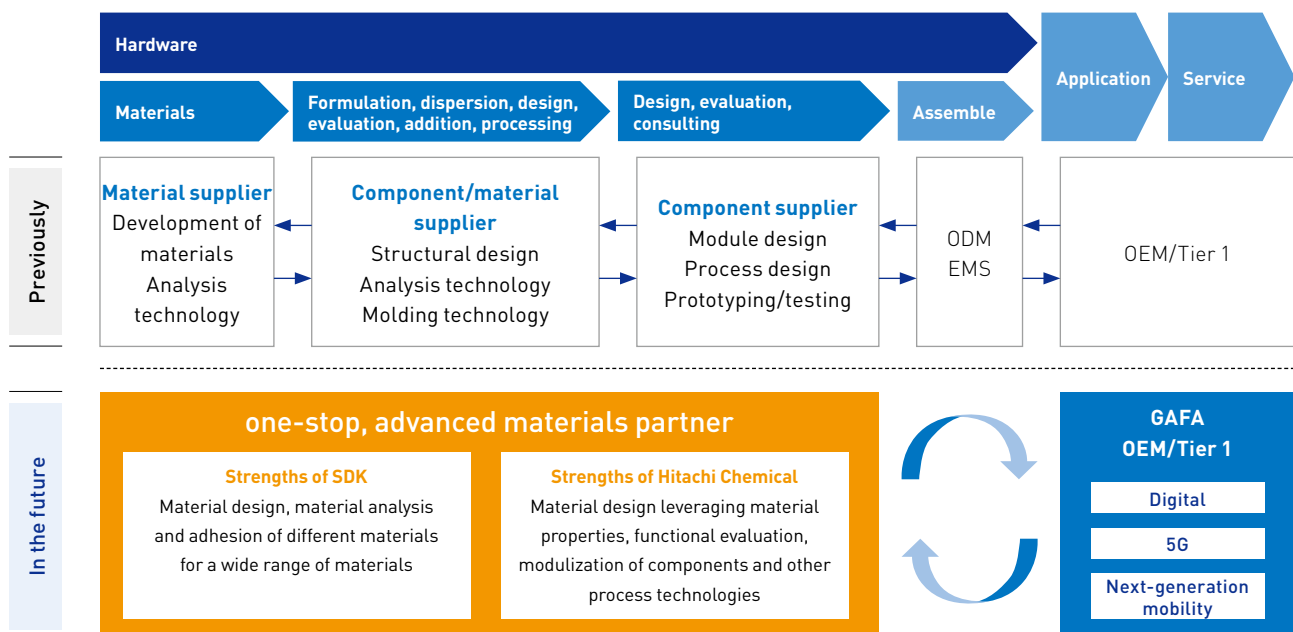 Hardware
Application
Service
Materials
Formulation, dispersion, design,
evaluation, addition, processing
Design, evaluation,
consulting
Assemble
Previously
Material supplier
Development of
materials
Analysis
technology
Component/material
supplier
Structural design
Analysis technology
Molding technology
Component supplier
Module design
Process design
Prototyping/testing
ODM
EMS
OEM/Tier 1
In the future
one-stop, advanced materials partner
Strengths of SDK
Material design, material analysis
and adhesion of different materials
for a wide range of materials
Strengths of Hitachi Chemical
Material design leveraging material
properties, functional evaluation,
modulization of components and other
process technologies
GAFA
OEM/Tier 1
Digital
5G
Next-generation
mobility